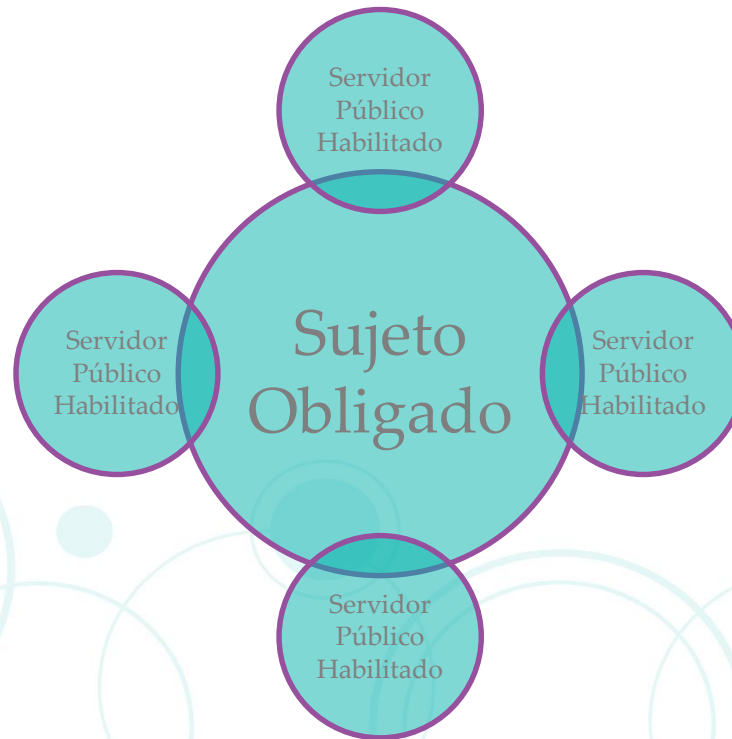 Servidor
Público
Habilitado
Sujeto
Obligado
Servidor
Público
Habilitado
Servidor
Público
Habilitado
Servidor
Público
Habilitado